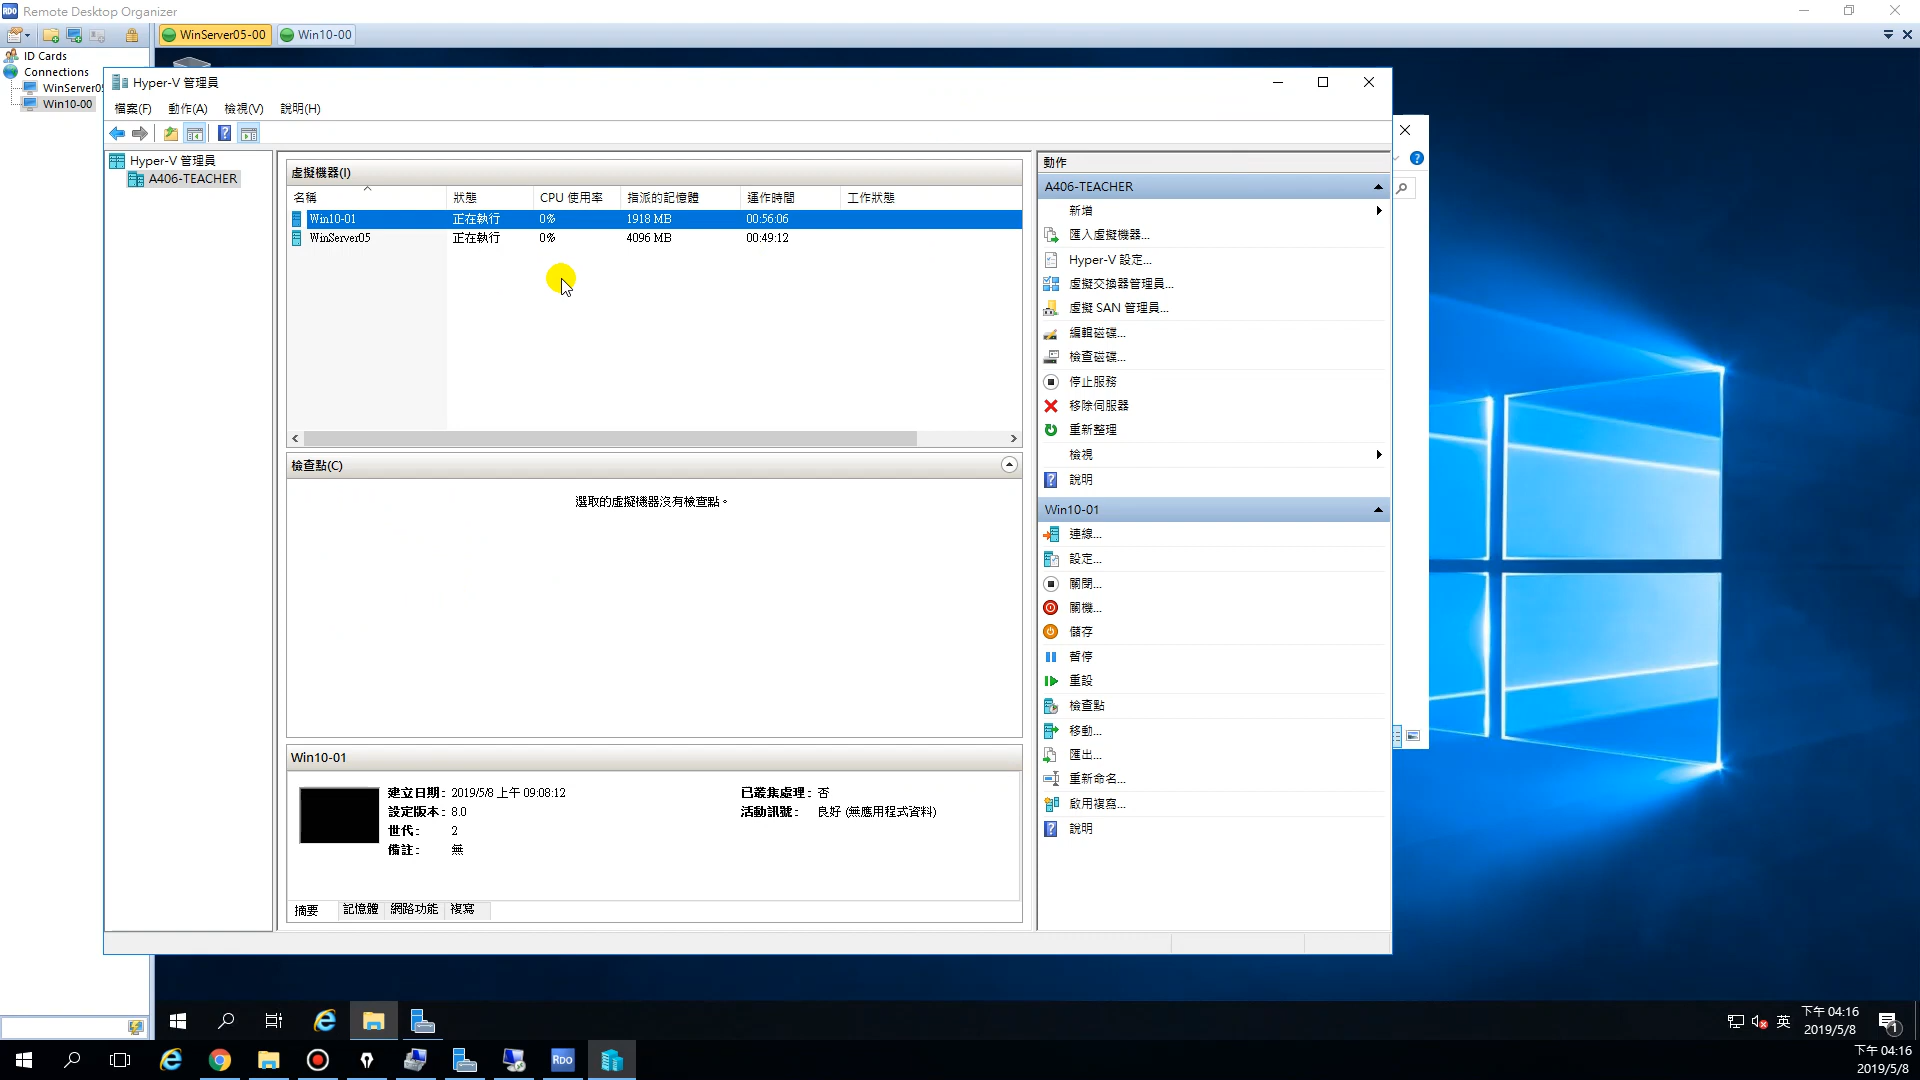 RDO Remote Desktop Organizer
WinServer05-00
Win10-00
ID Cards
Connections
WinServer05
Win10-00
Hyper-V 管理員
檔案(F) 動作(A) 檢視(V) 說明(H)
Hyper-V 管理員
A406-TEACHER
虛擬機器(I)
名稱 狀態 CPU 使用率 指派的記憶體 運作時間 工作狀態
Win10-01 正在執行 0% 1918 MB 00:56:06
WinServer05 正在執行 0% 4096 MB 00:49:12
檢查點(C)
選取的虛擬機器沒有檢查點。
Win10-01
建立日期: 2019/5/8 上午 09:08:12 已叢集處理: 否
設定版本: 8.0 活動訊號: 良好 (無應用程式資料)
世代: 2
備註: 無
摘要 記憶體 網路功能 複寫
動作
A406-TEACHER
新增
匯入虛擬機器...
Hyper-V 設定...
虛擬交換器管理員...
虛擬 SAN 管理員...
編輯磁碟...
檢查磁碟...
停止服務
移除伺服器
重新整理
檢視
說明
Win10-01
連線...
設定...
關閉...
關機...
儲存
暫停
重設
檢查點
移動...
匯出...
重新命名...
啟用複寫...
說明
英
下午 04:16
2019/5/8
1
RDO
下午 04:16
2019/5/8